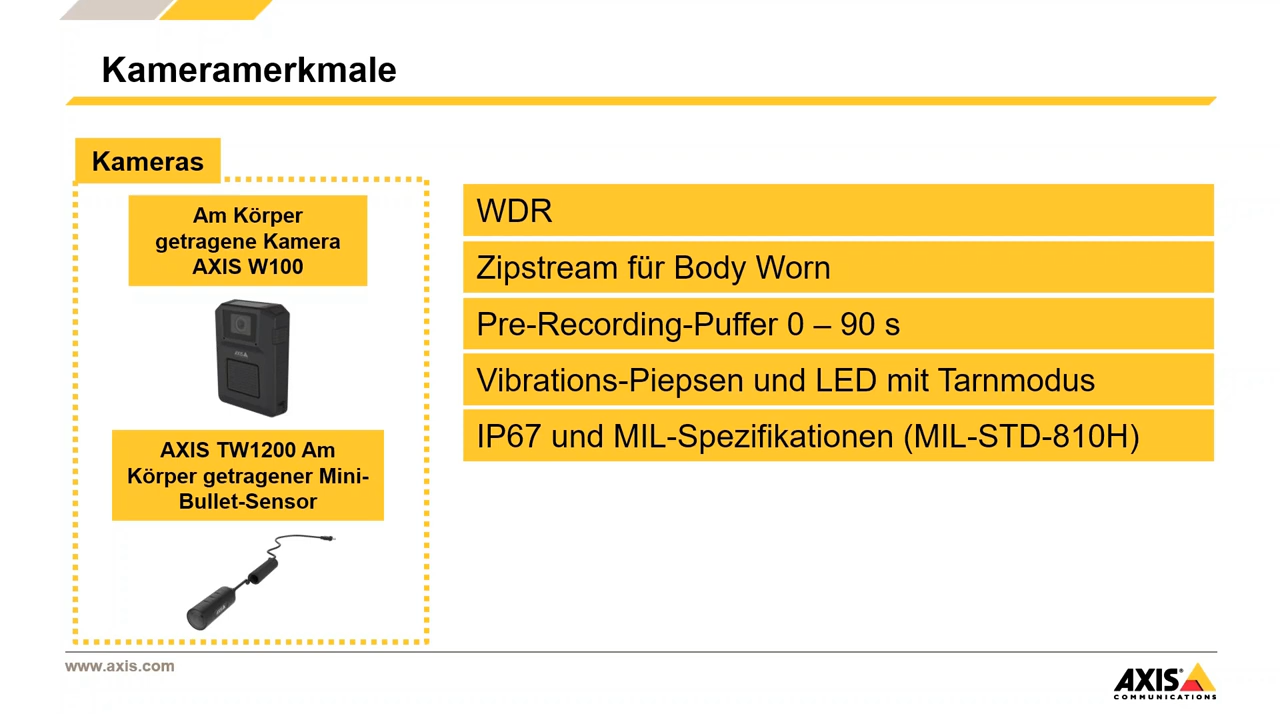 Kameramerkmale
Kameras
Am Körper
getragene Kamera
AXIS W100
AXIS
AXIS TW1200 Am
Körper getragener Mini-
Bullet-Sensor
AXIS
WDR
Zipstream für Body Worn
Pre-Recording-Puffer 0 – 90 s
Vibrations-Piepsen und LED mit Tarnmodus
IP67 und MIL-Spezifikationen (MIL-STD-810H)
www.axis.com
AXIS
COMMUNICATIONS